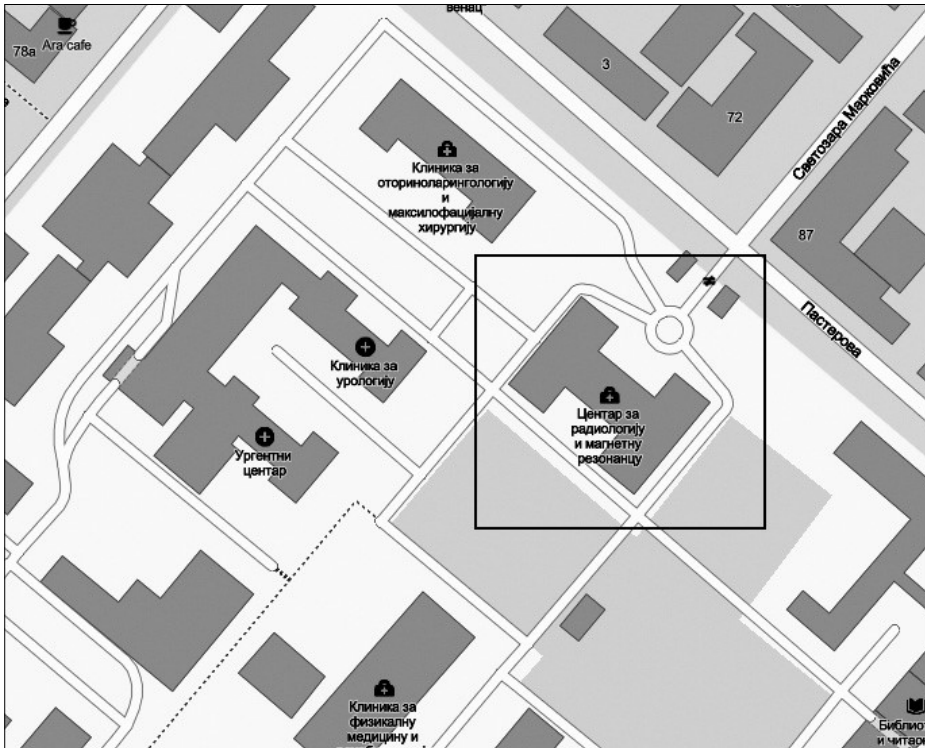 венац
Ara cafe
78а
3
72
Светозара Марковића
Клиника за
оториноларингологију
и
максилофацијалну
хирургију
87
Пастерова
Клиника за
урологију
Центар за
радиологију
и магнетну
резонанцу
Ургентни
центар
Клиника за
физикалну
медицину и